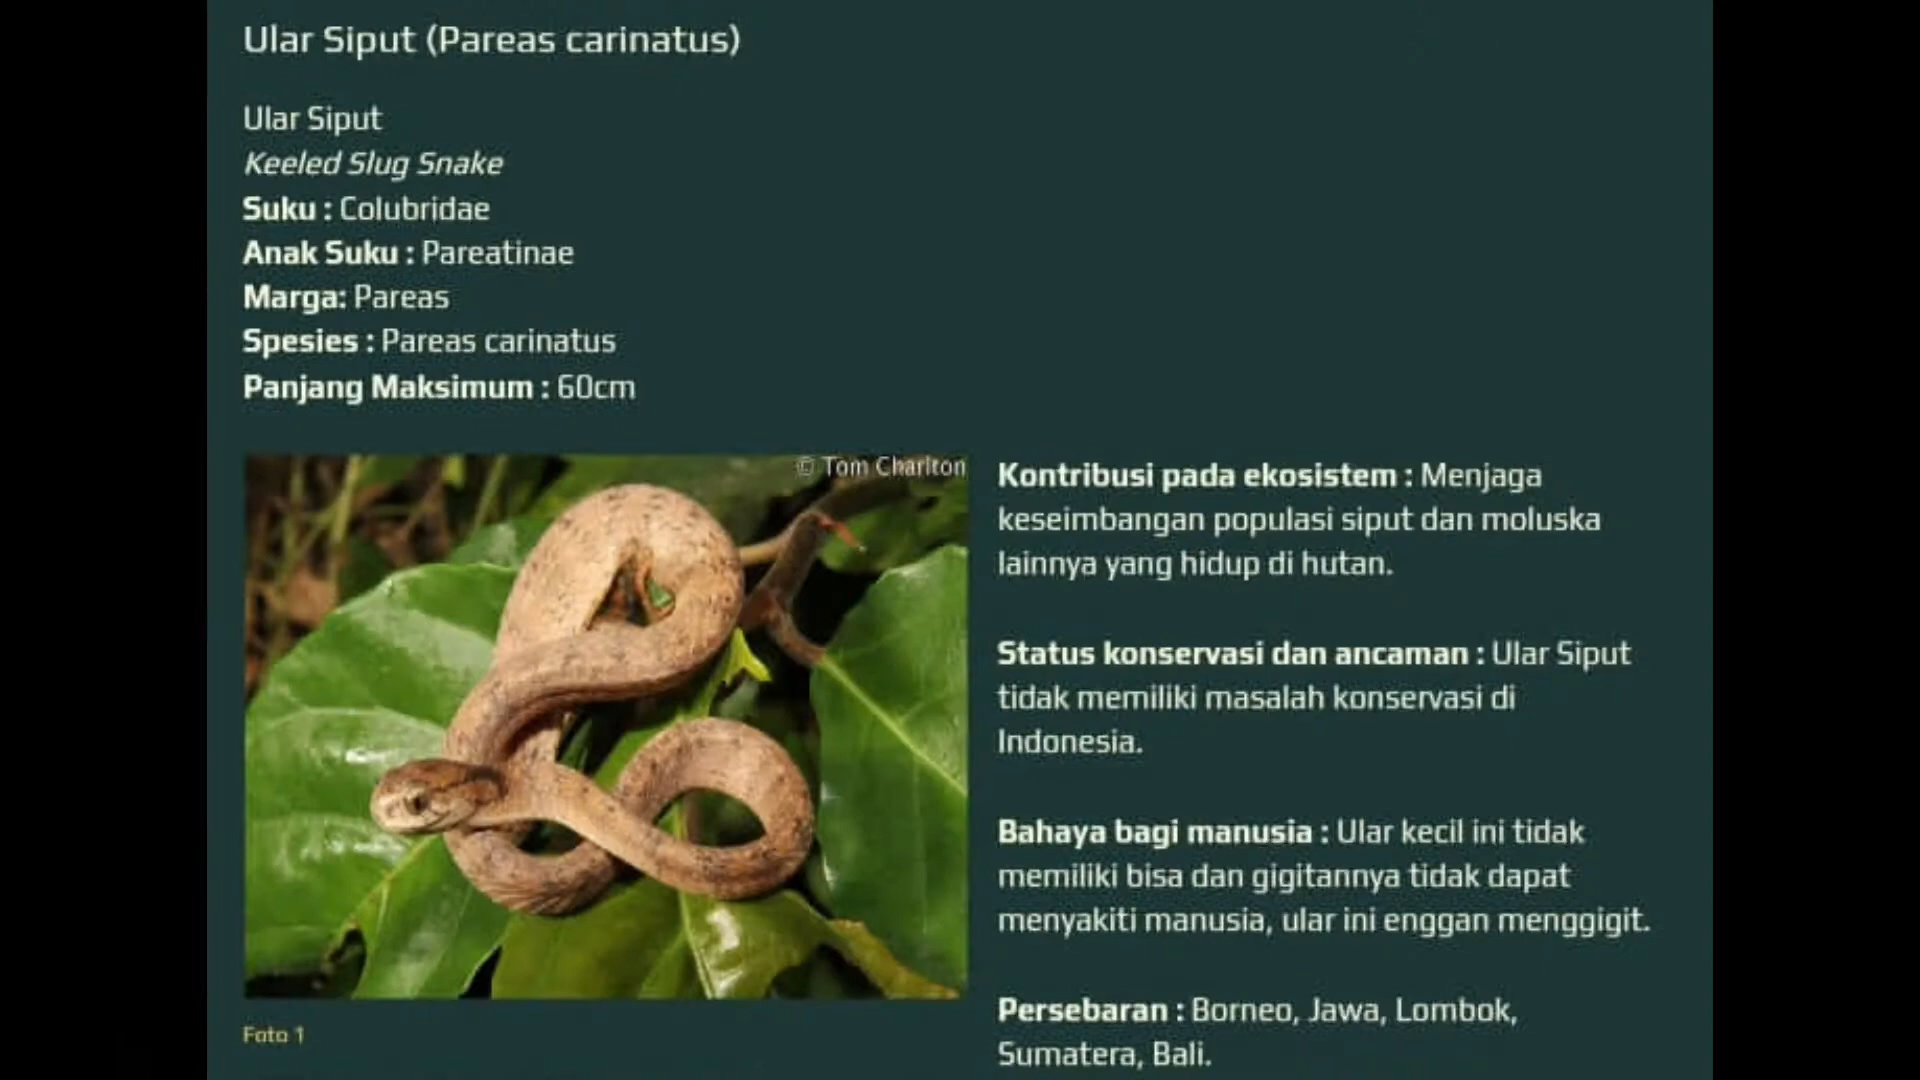 Ular Siput (Pareas carinatus)
Ular Siput
Keeled Slug Snake
Suku : Colubridae
Anak Suku : Pareatinae
Marga: Pareas
Spesies : Pareas carinatus
Panjang Maksimum : 60cm
© Tom Charlton
Foto 1
Kontribusi pada ekosistem : Menjaga
keseimbangan populasi siput dan moluska
lainnya yang hidup di hutan.
Status konservasi dan ancaman : Ular Siput
tidak memiliki masalah konservasi di
Indonesia.
Bahaya bagi manusia : Ular kecil ini tidak
memiliki bisa dan gigitannya tidak dapat
menyakiti manusia, ular ini enggan menggigit.
Persebaran : Borneo, Jawa, Lombok,
Sumatera, Bali.